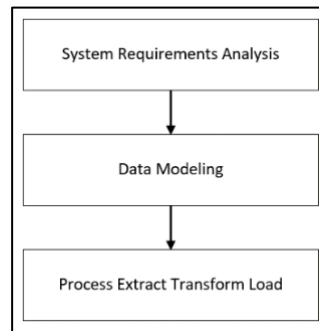 System Requirements Analysis
Data Modeling
Process Extract Transform Load